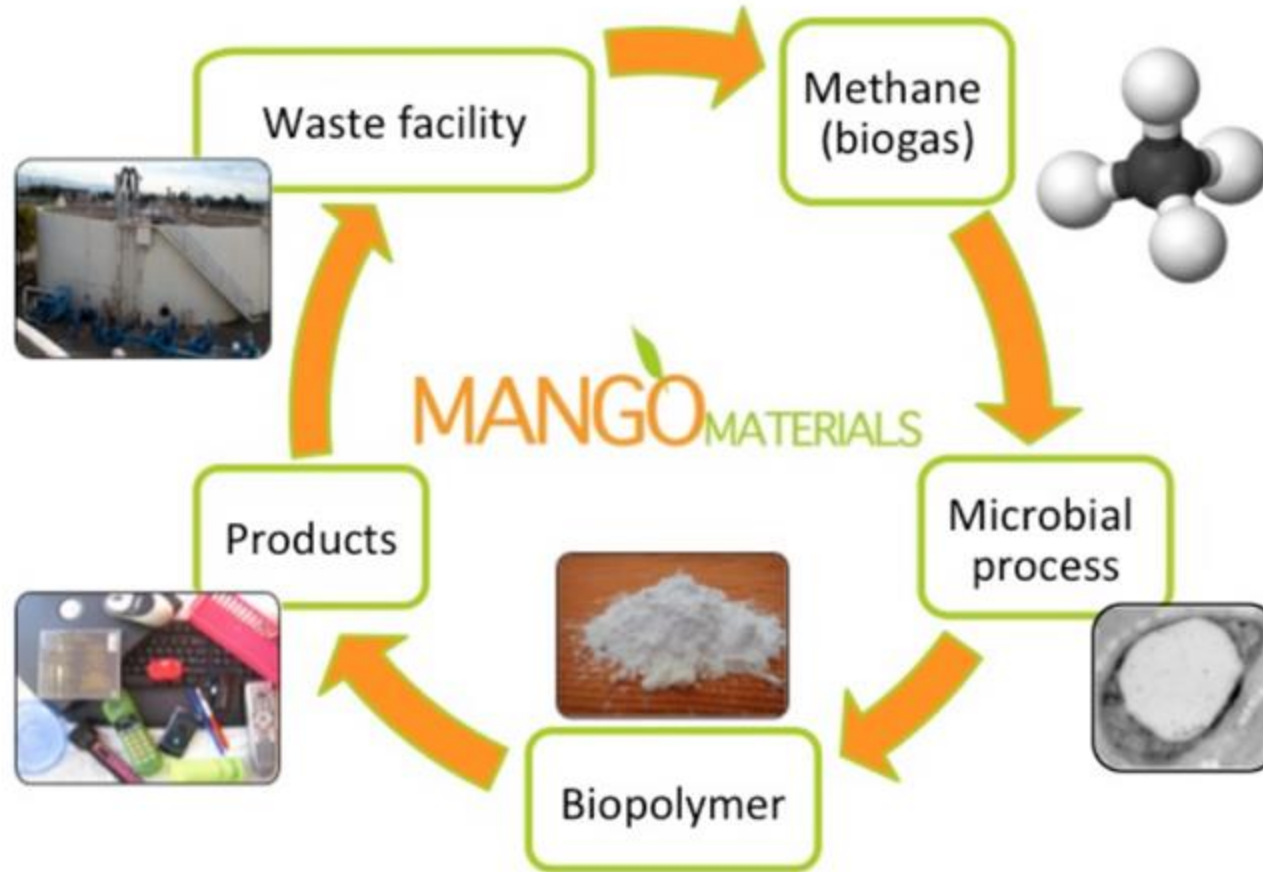 Waste facility
Methane
(biogas)
MANGO MATERIALS
Products
Microbial
process
Biopolymer